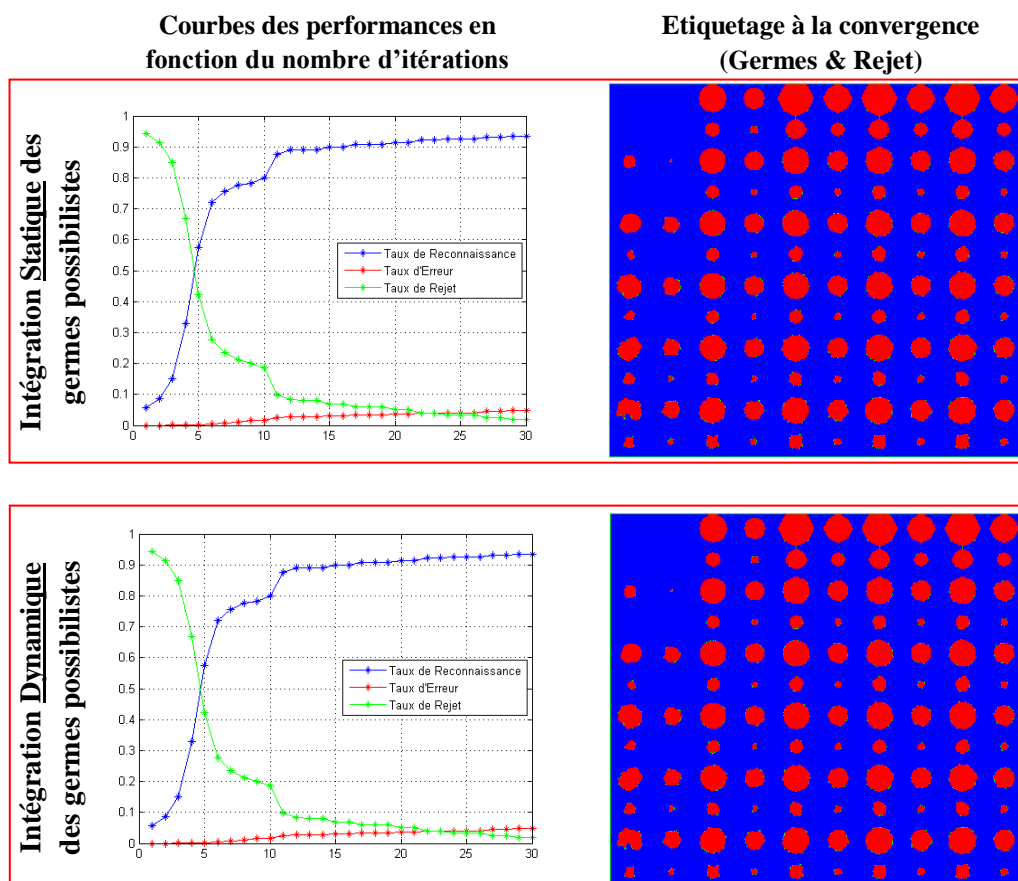 Courbes des performances en
fonction du nombre d'itérations
Etiquetage à la convergence
(Germes & Rejet)
Intégration Statique des
germes possibilistes
1
0.9
0.8
0.7
0.6
0.5
0.4
0.3
0.2
0.1
0
0 5 10 15 20 25 30
Taux de Reconnaissance
Taux d'Erreur
Taux de Rejet
Intégration Dynamique
des germes possibilistes
1
0.9
0.8
0.7
0.6
0.5
0.4
0.3
0.2
0.1
0
0 5 10 15 20 25 30
Taux de Reconnaissance
Taux d'Erreur
Taux de Rejet